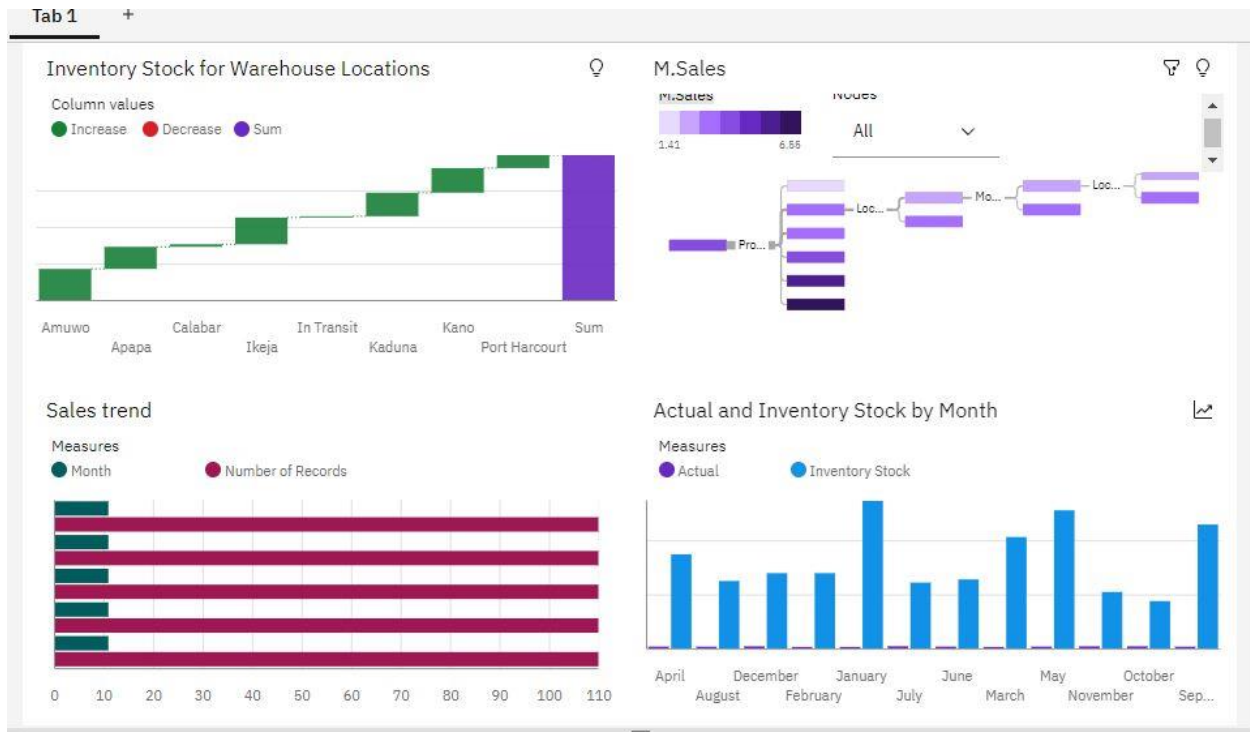 Tab 1 +
Inventory Stock for Warehouse Locations
Column values
Increase Decrease Sum
Amuwo Calabar In Transit Kano Sum
Apapa Ikeja Kaduna Port Harcourt
M.Sales
M.Sales Nodes
All
1.41 6.55
Pro... Loc... Mo... Loc...
Sales trend
Measures
Month Number of Records
0 10 20 30 40 50 60 70 80 90 100 110
Actual and Inventory Stock by Month
Measures
Actual Inventory Stock
April December January June May October
August February July March November Sep...